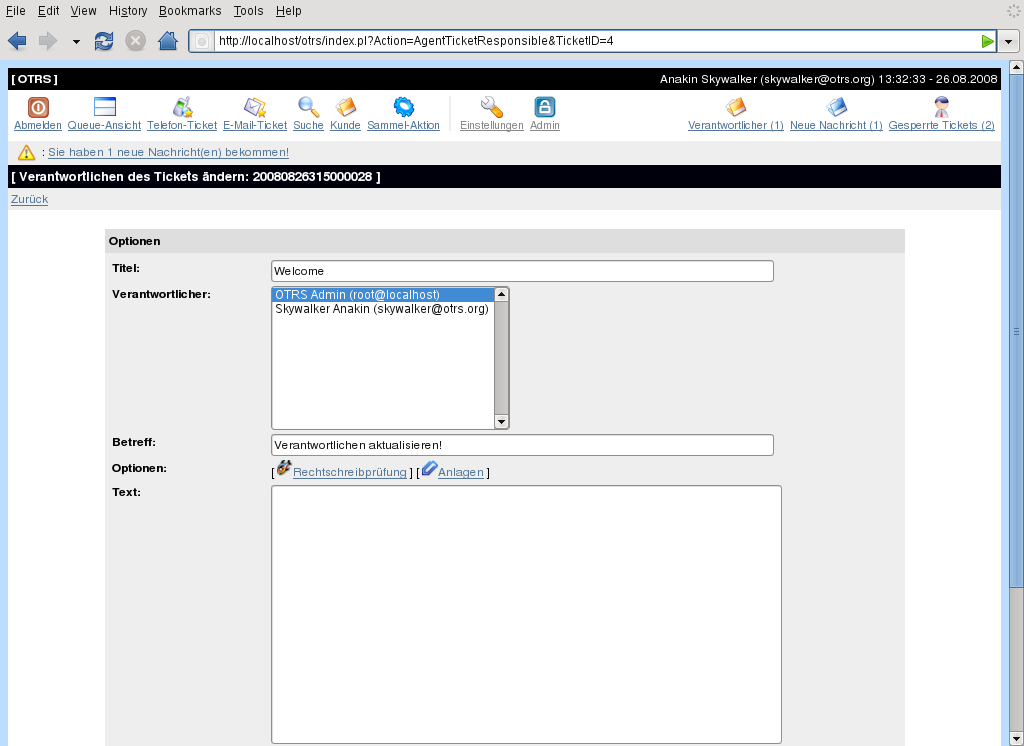 File Edit View History Bookmarks Tools Help
http://localhost/otrs/index.pl?Action=AgentTicketResponsible&TicketID=4
[ OTRS ] Anakin Skywalker (skywalker@otrs.org) 13:32:33 - 26.08.2008
Abmelden Queue-Ansicht Telefon-Ticket E-Mail-Ticket Suche Kunde Sammel-Aktion Einstellungen Admin Verantwortlicher (1) Neue Nachricht (1) Gesperrte Tickets (2)
: Sie haben 1 neue Nachricht(en) bekommen!
[ Verantwortlichen des Tickets ändern: 20080826315000028 ]
Zurück
Optionen
Titel: Welcome
Verantwortlicher: OTRS Admin (root@localhost)
Skywalker Anakin (skywalker@otrs.org)
Betreff: Verantwortlichen aktualisieren!
Optionen: [ Rechtschreibprüfung ] [ Anlagen ]
Text: